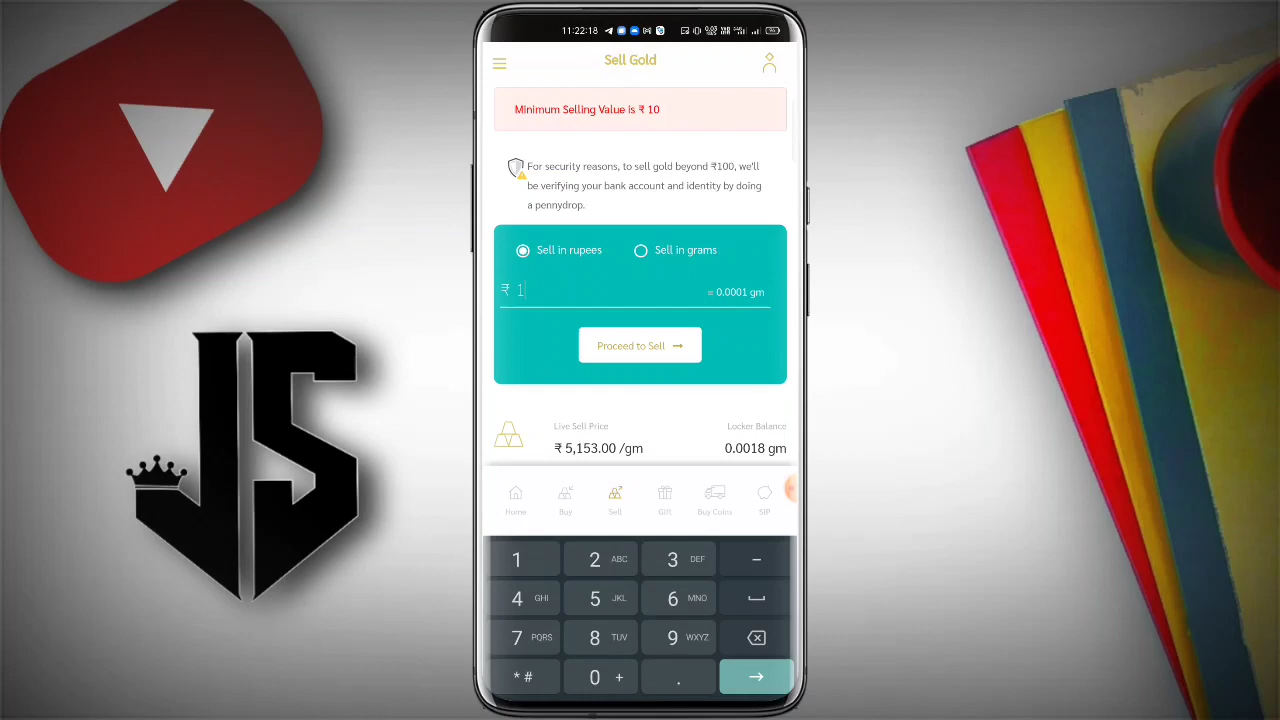 11:22:18
Sell Gold
Minimum Selling Value is ₹ 10
For security reasons, to sell gold beyond ₹100, we'll
be verifying your bank account and identity by doing
a pennydrop.
Sell in rupees Sell in grams
₹ 1 = 0.0001 gm
Proceed to Sell →
Live Sell Price Locker Balance
₹ 5,153.00 /gm 0.0018 gm
Home Buy Sell Gift Buy Coins SIP
1 2 ABC 3 DEF −
4 GHI 5 JKL 6 MNO
7 PQRS 8 TUV 9 WXYZ
* # 0 + .
JS